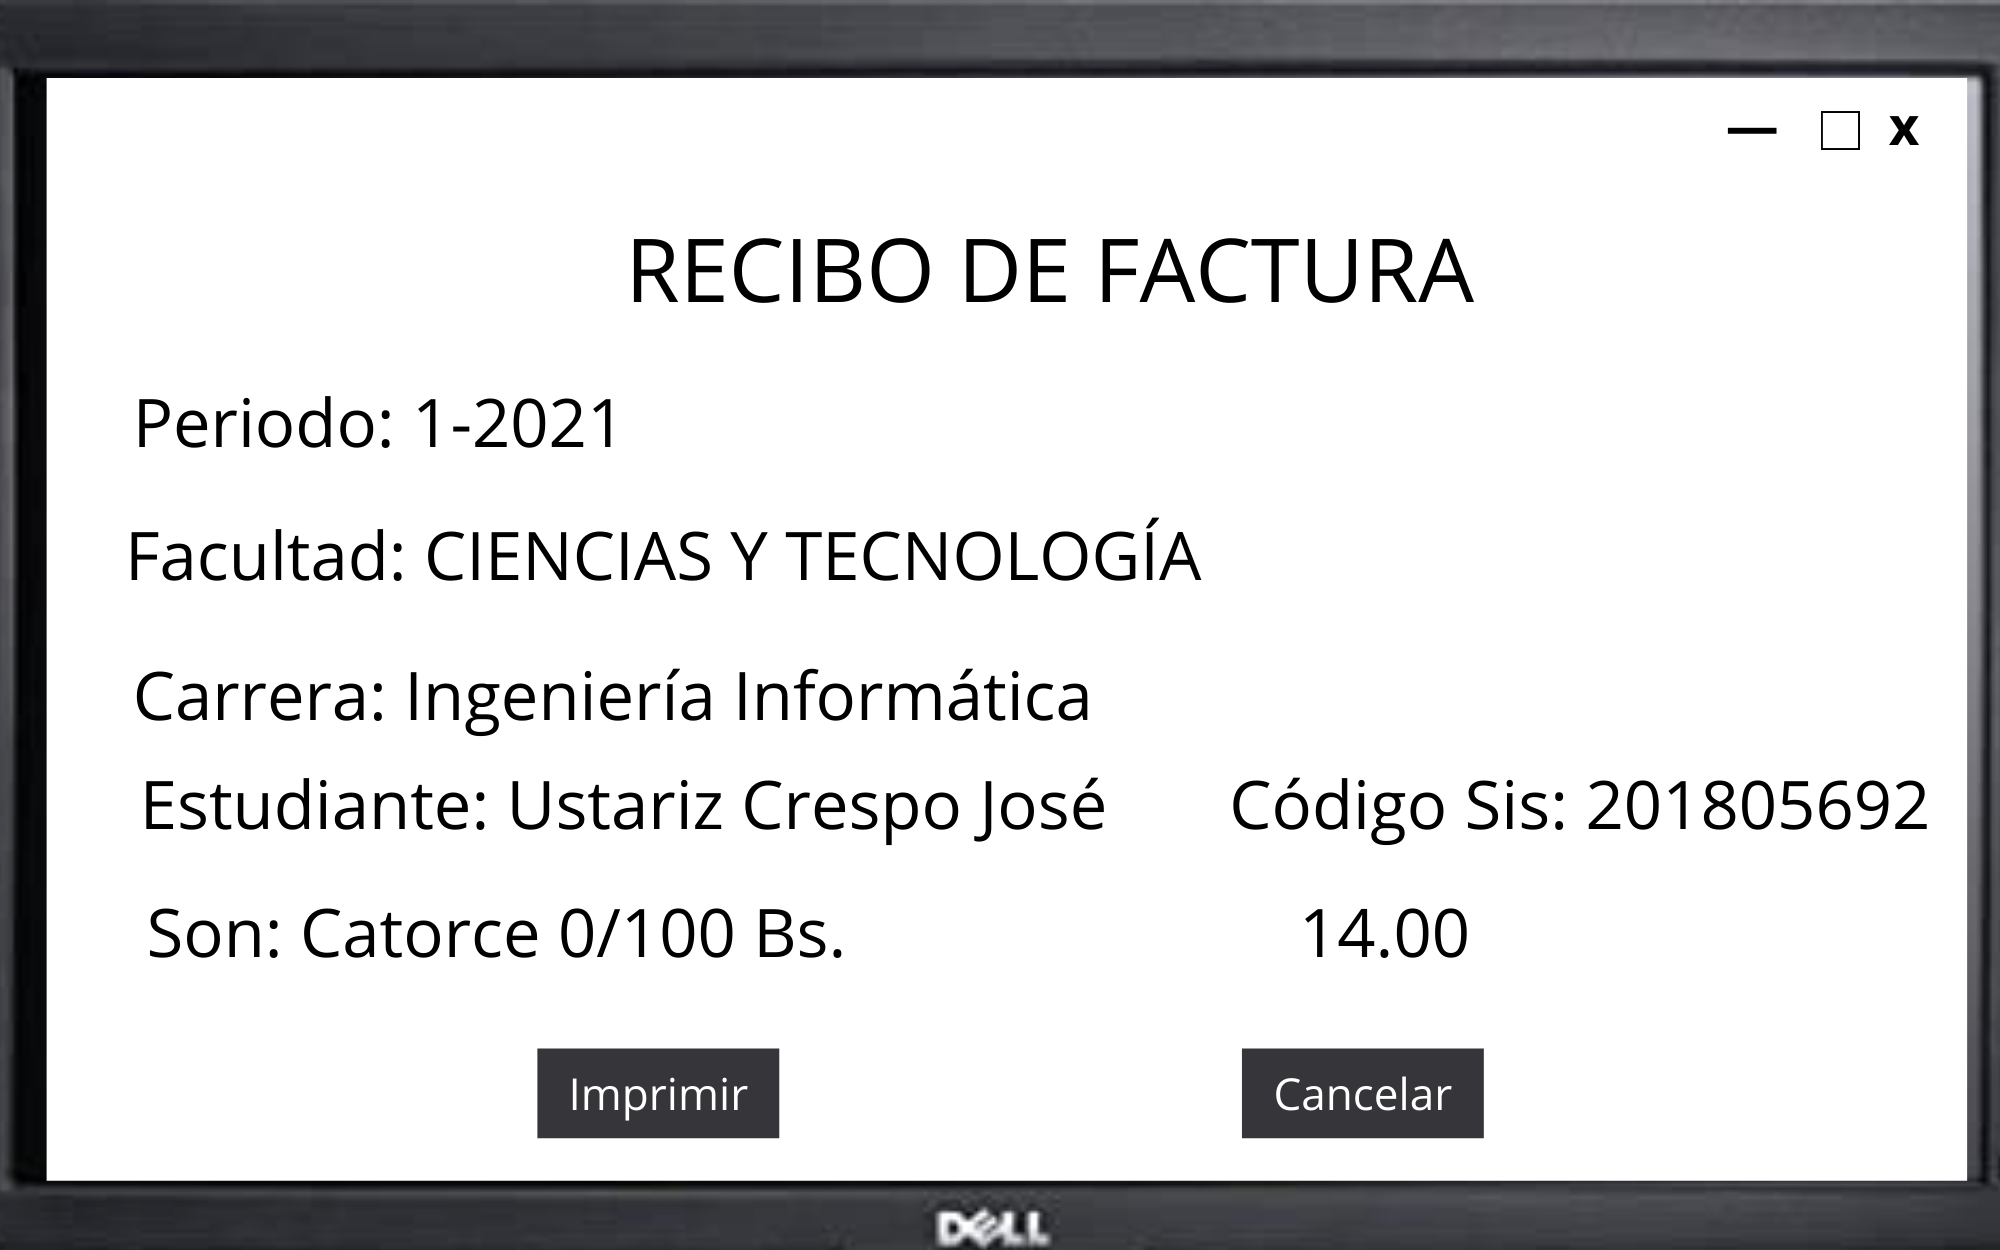 — □ x
RECIBO DE FACTURA
Periodo: 1-2021
Facultad: CIENCIAS Y TECNOLOGÍA
Carrera: Ingeniería Informática
Estudiante: Ustariz Crespo José Código Sis: 201805692
Son: Catorce 0/100 Bs. 14.00
Imprimir Cancelar
DELL